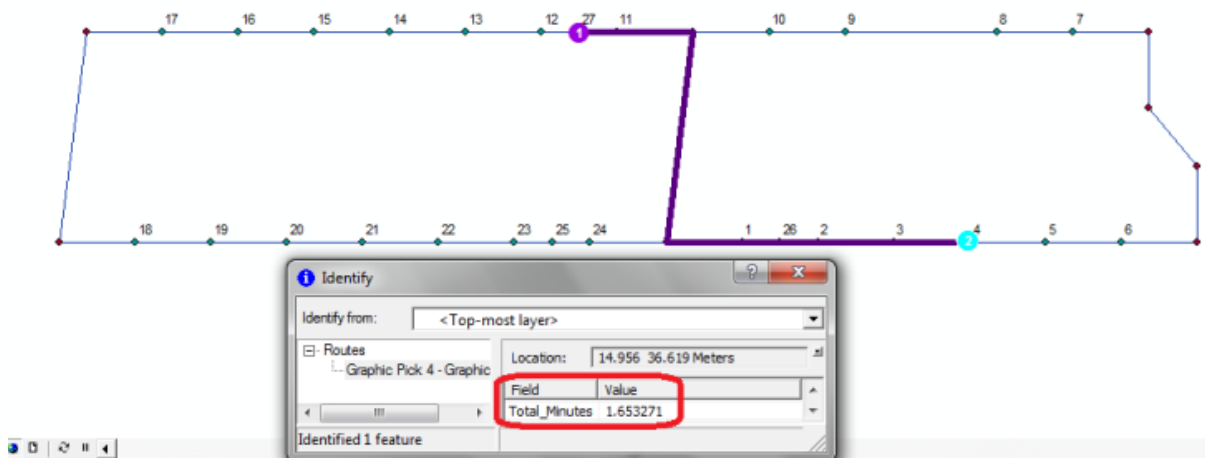 17 16 15 14 13 12 27 11 10 9 8 7
1
18 19 20 21 22 23 25 24 1 26 2 3 4 5 6
2
Identify
Identify from: <Top-most layer>
Routes
Graphic Pick 4 - Graphic
Location: 14.956 36.619 Meters
Field Value
Total_Minutes 1.653271
Identified 1 feature